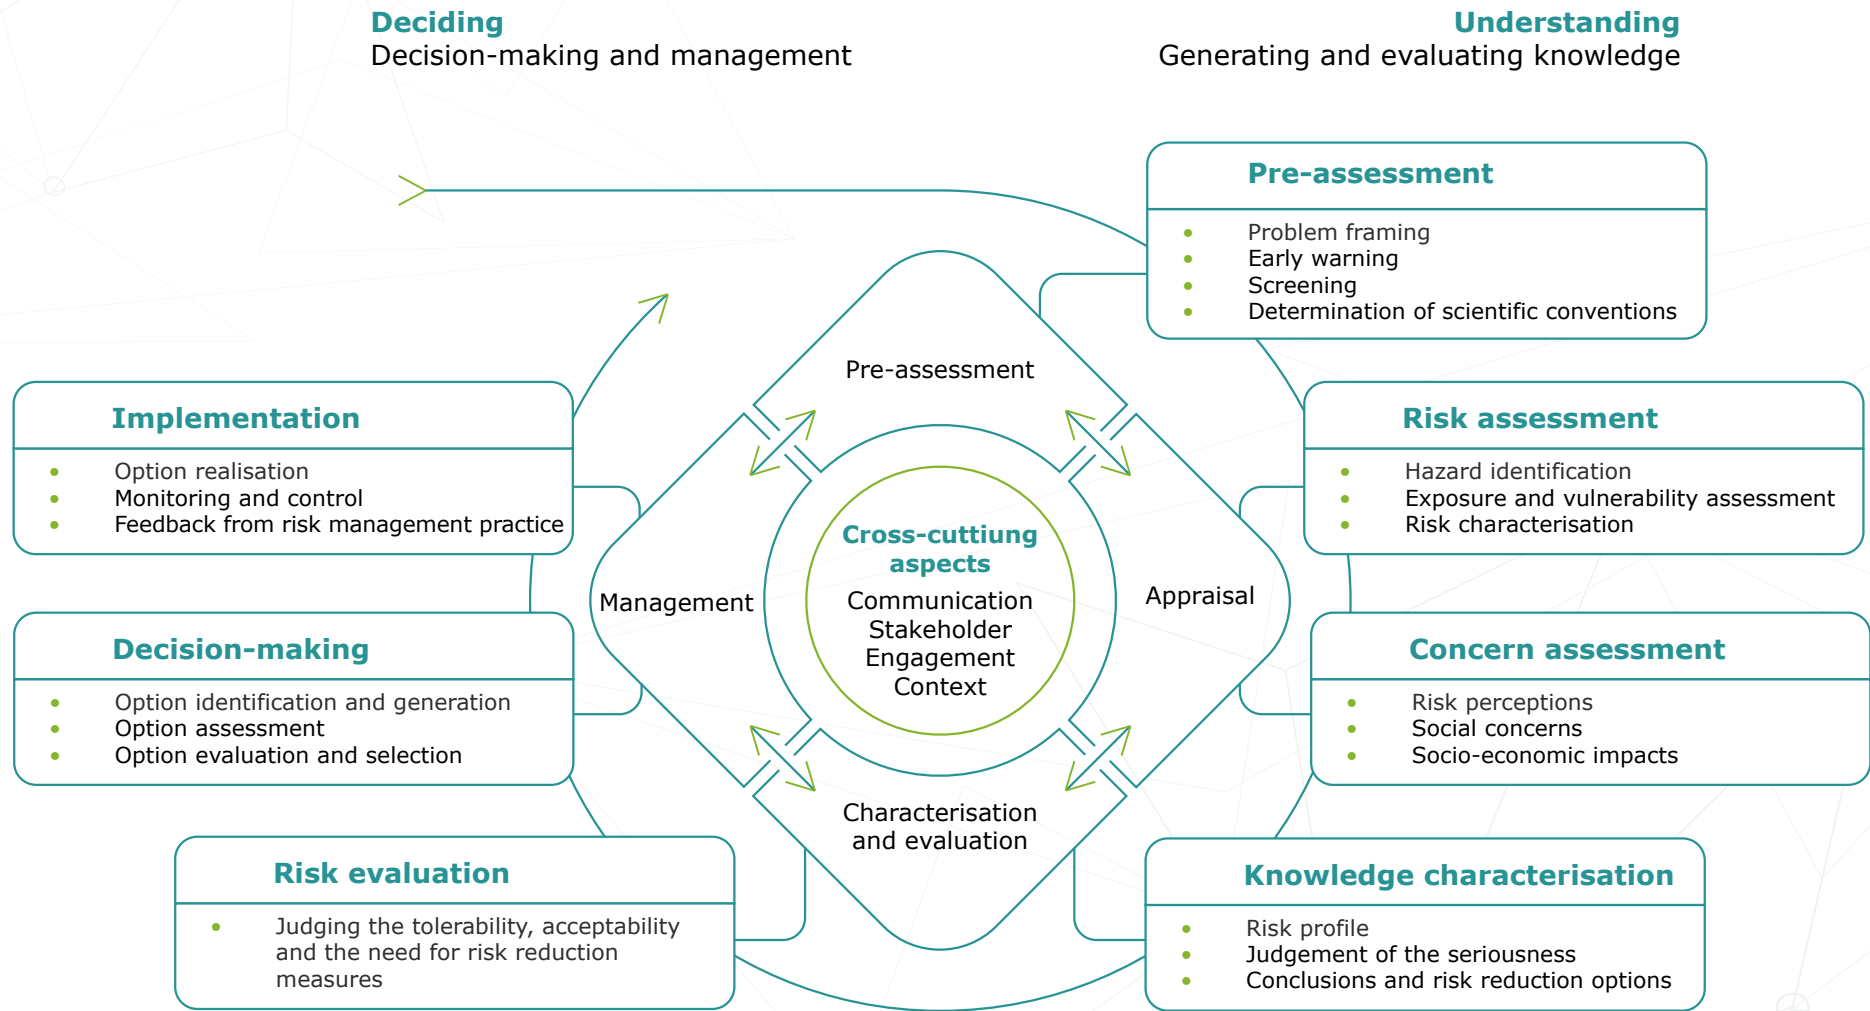 Deciding
Decision-making and management
Understanding
Generating and evaluating knowledge
Pre-assessment
• Problem framing
• Early warning
• Screening
• Determination of scientific conventions
Risk assessment
• Hazard identification
• Exposure and vulnerability assessment
• Risk characterisation
Concern assessment
• Risk perceptions
• Social concerns
• Socio-economic impacts
Knowledge characterisation
• Risk profile
• Judgement of the seriousness
• Conclusions and risk reduction options
Risk evaluation
• Judging the tolerability, acceptability
and the need for risk reduction
measures
Decision-making
• Option identification and generation
• Option assessment
• Option evaluation and selection
Implementation
• Option realisation
• Monitoring and control
• Feedback from risk management practice
Pre-assessment
Appraisal
Characterisation
and evaluation
Management
Cross-cuttiung
aspects
Communication
Stakeholder
Engagement
Context